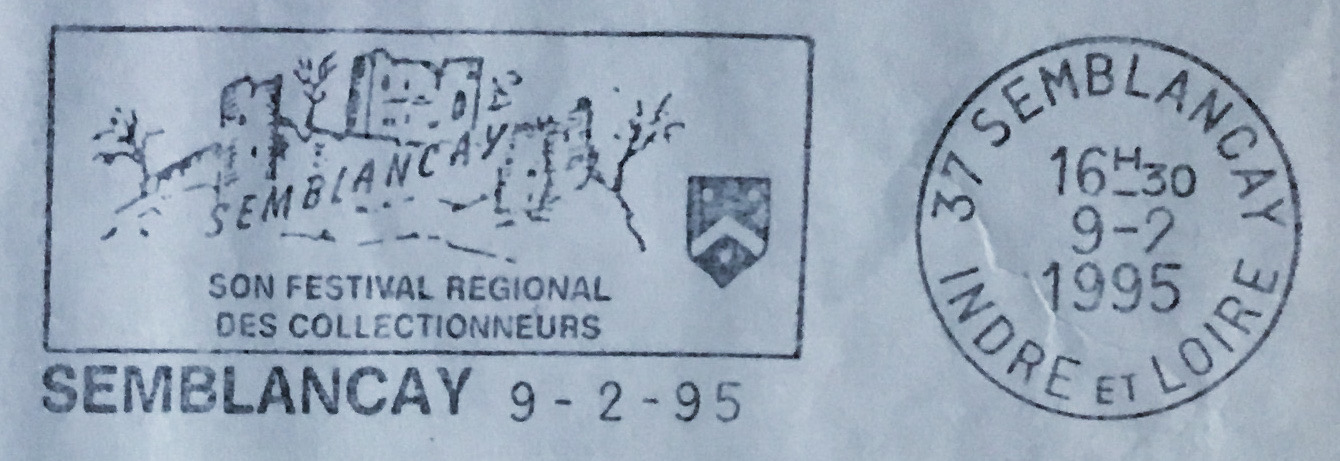 SEMBLANCAY
SON FESTIVAL REGIONAL
DES COLLECTIONNEURS
SEMBLANCAY 9-2-95
37 SEMBLANCAY
16H30
9-2
1995
INDRE ET LOIRE